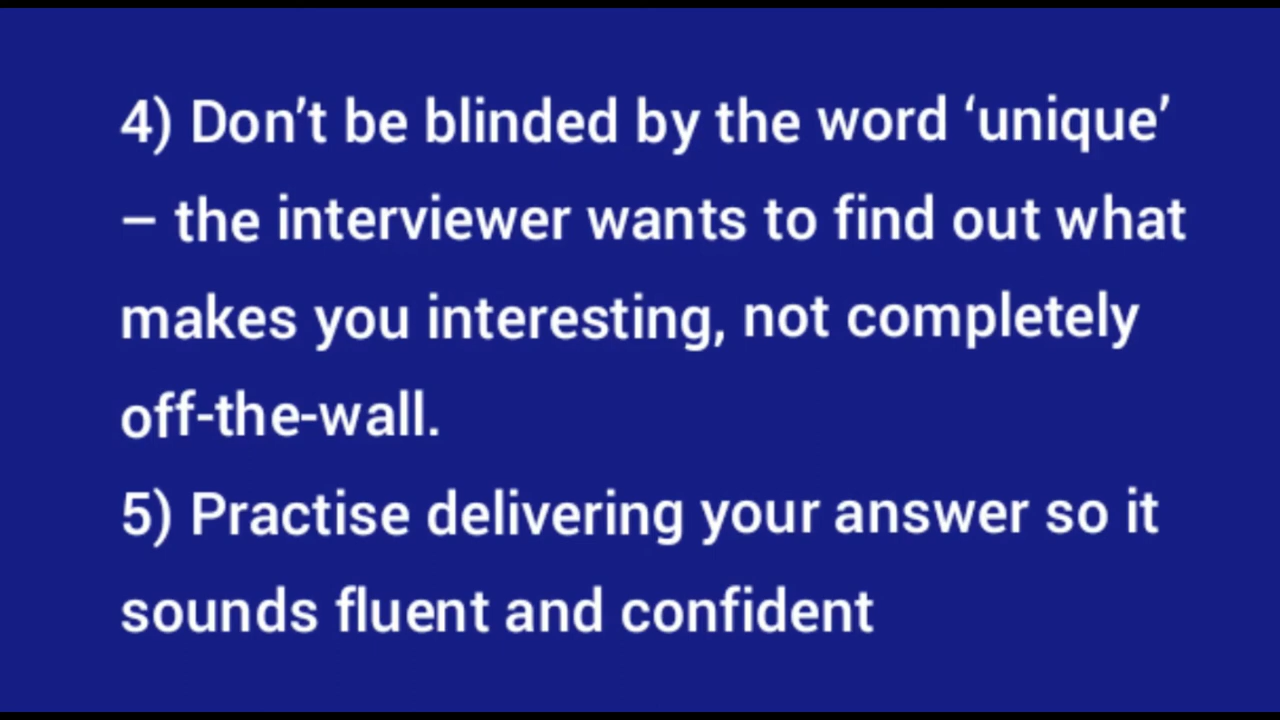 4) Don’t be blinded by the word ‘unique’
– the interviewer wants to find out what
makes you interesting, not completely
off-the-wall.
5) Practise delivering your answer so it
sounds fluent and confident